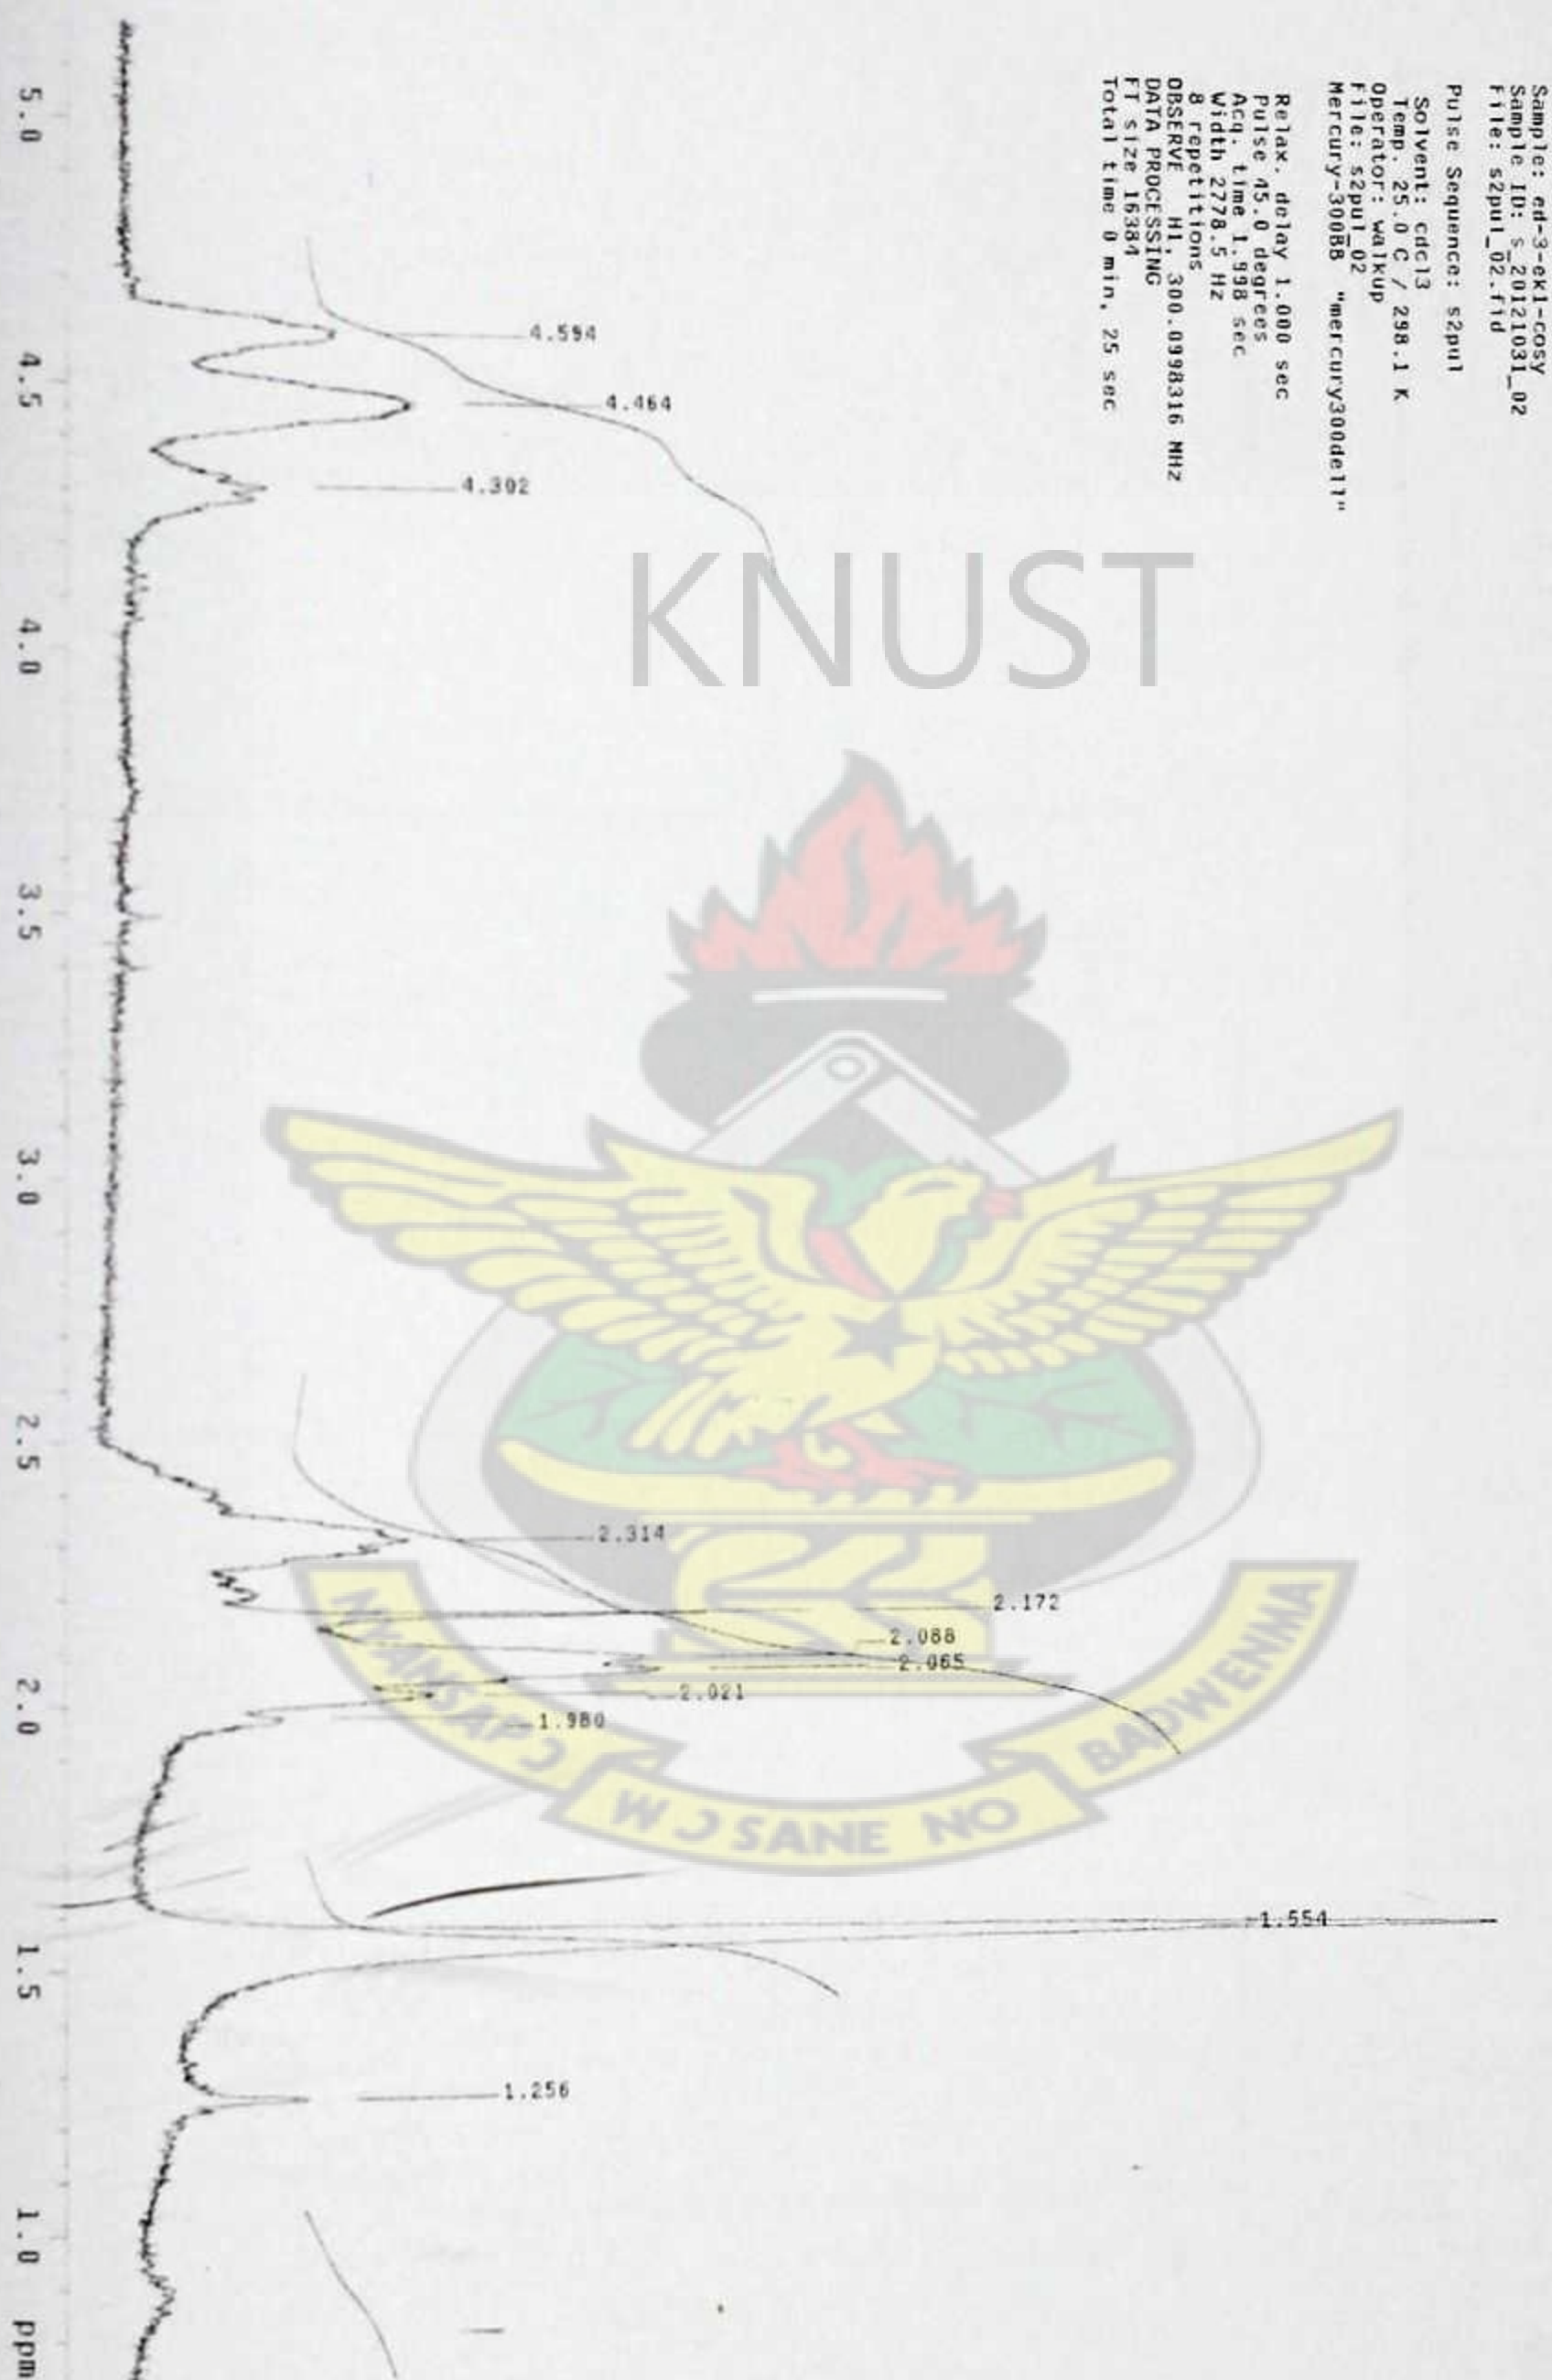 Sample: ed-3-ek1-cosy
Sample ID: s_20121031_02
File: s2pul_02.fid
Pulse Sequence: s2pul
Solvent: cdcl3
Temp. 25.0 C / 298.1 K
Operator: walkup
File: s2pul_02
Mercury-300BB "mercury300dell"
Relax. delay 1.000 sec
Pulse 45.0 degrees
Acq. time 1.998 sec
Width 2778.5 Hz
8 repetitions
OBSERVE H1, 300.0998316 MHz
DATA PROCESSING
FT size 16384
Total time 0 min, 25 sec
4.594
4.464
4.302
KNUST
2.314
2.172
2.088
2.065
2.021
1.980
NYANSAPƆ
WƆSANE NO
BADWENMA
1.554
1.256
5.0 4.5 4.0 3.5 3.0 2.5 2.0 1.5 1.0 ppm